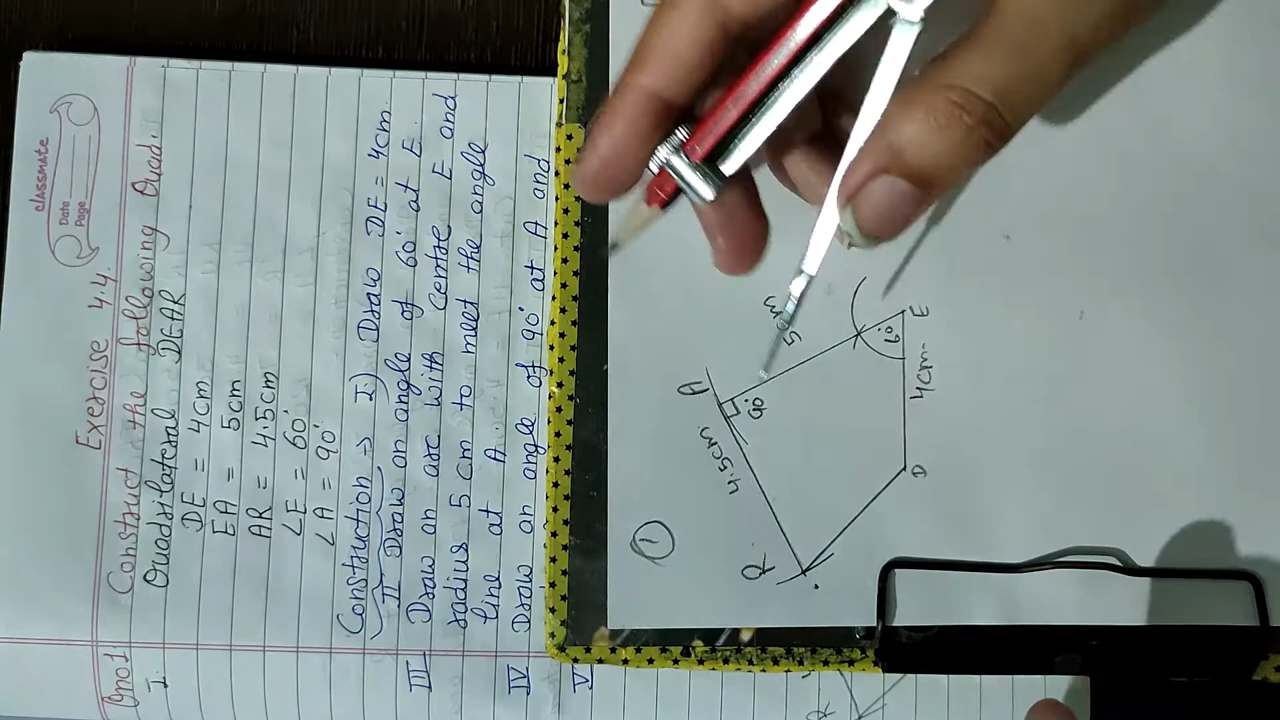 classmate
Date
Page
Exercise 4.4
Qno1 Construct the following Quad.
I. Quadrilateral DEAR
DE = 4cm
EA = 5cm
AR = 4.5cm
∠E = 60°
∠A = 90°
Construction → I.) Draw DE = 4cm
II Draw an angle of 60° at E.
III Draw an arc with centre E and
radius 5 cm to meet the angle
line at A.
IV Draw an angle of 90° at A and
V
1
A
90°
5cm
60°
E
4cm
D
4.5cm
R
R